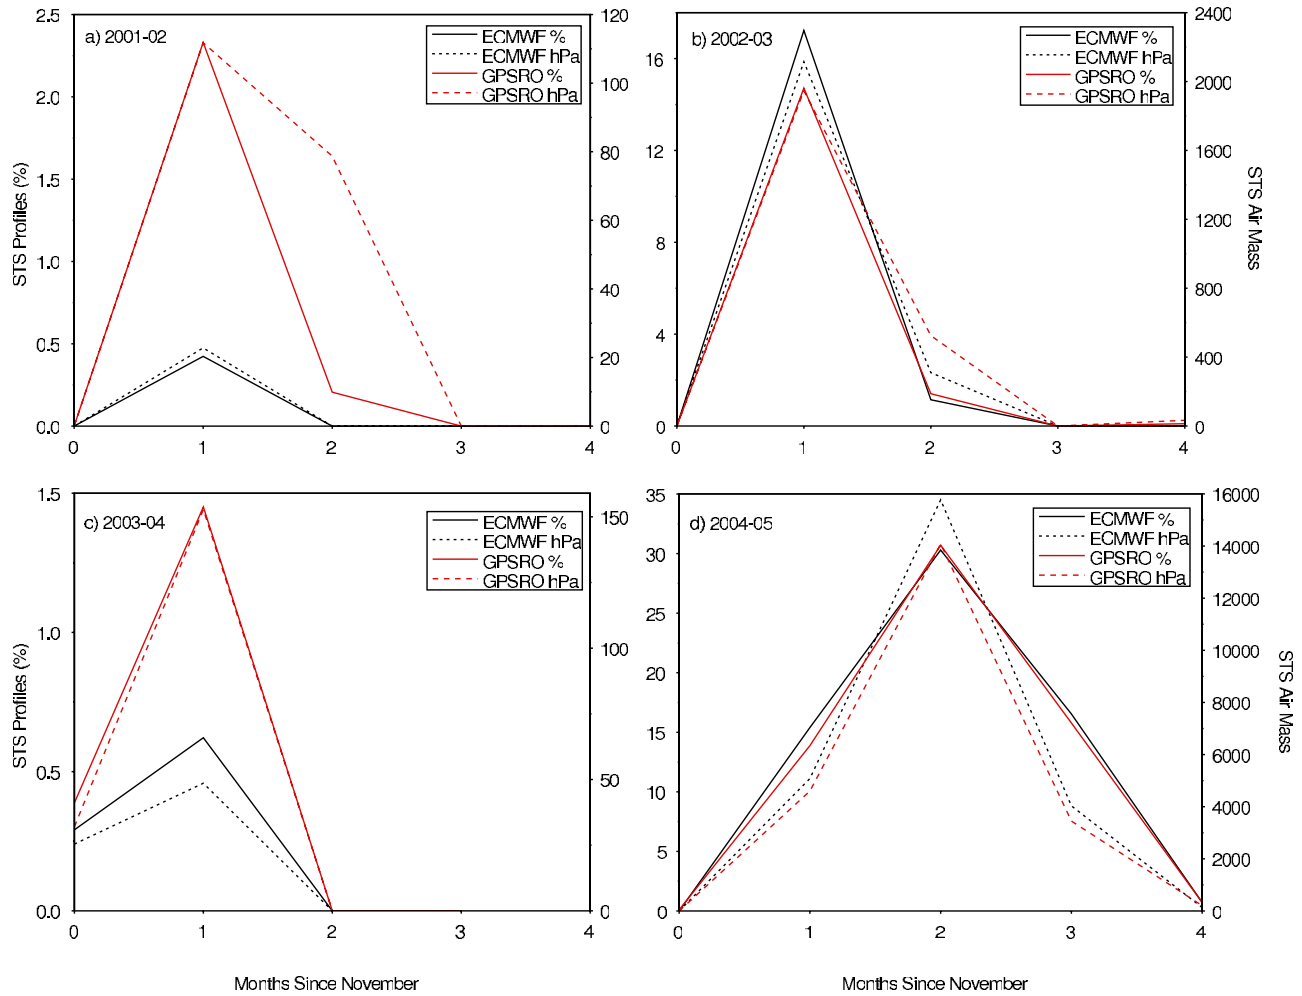 a) 2001-02
ECMWF %
ECMWF hPa
GPSRO %
GPSRO hPa
2.5
2.0
1.5
1.0
0.5
0.0
120
100
80
60
40
20
0
0 1 2 3 4
STS Profiles (%)
b) 2002-03
ECMWF %
ECMWF hPa
GPSRO %
GPSRO hPa
16
12
8
4
0
2400
2000
1600
1200
800
400
0
0 1 2 3 4
STS Air Mass
c) 2003-04
ECMWF %
ECMWF hPa
GPSRO %
GPSRO hPa
1.5
1.0
0.5
0.0
150
100
50
0
0 1 2 3 4
STS Profiles (%)
Months Since November
d) 2004-05
ECMWF %
ECMWF hPa
GPSRO %
GPSRO hPa
35
30
25
20
15
10
5
0
16000
14000
12000
10000
8000
6000
4000
2000
0
0 1 2 3 4
STS Air Mass
Months Since November